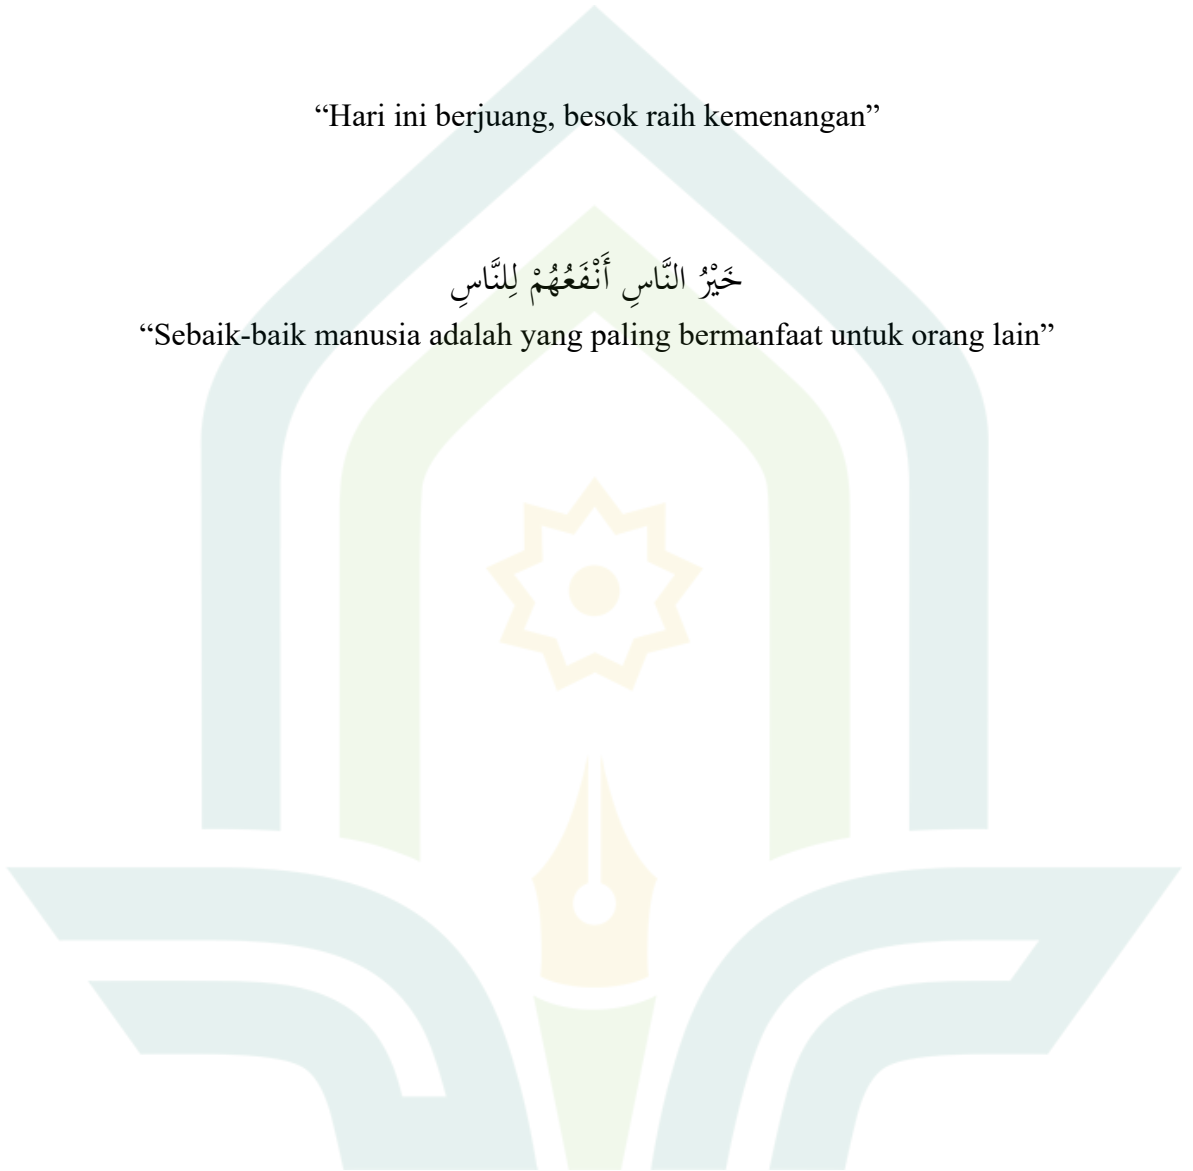 “Hari ini berjuang, besok raih kemenangan”
خَيْرُ النَّاسِ أَنْفَعُهُمْ لِلنَّاسِ
“Sebaik-baik manusia adalah yang paling bermanfaat untuk orang lain”